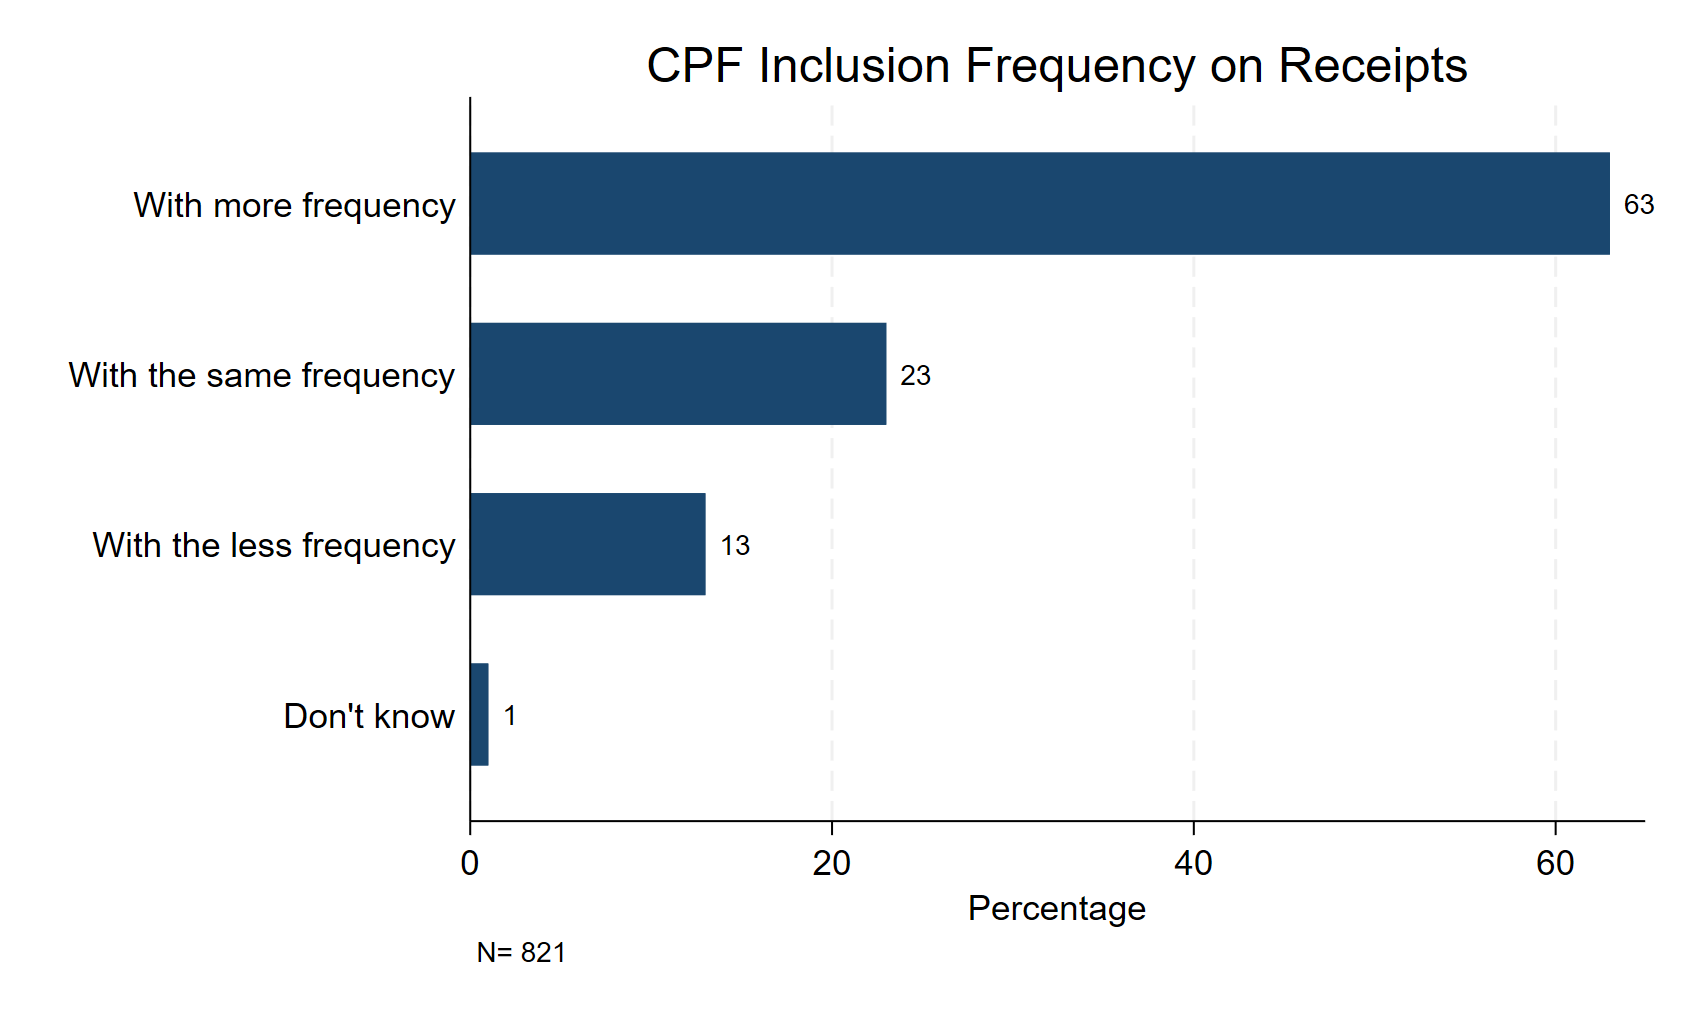 CPF Inclusion Frequency on Receipts
With more frequency 63
With the same frequency 23
With the less frequency 13
Don't know 1
0 20 40 60
Percentage
N= 821